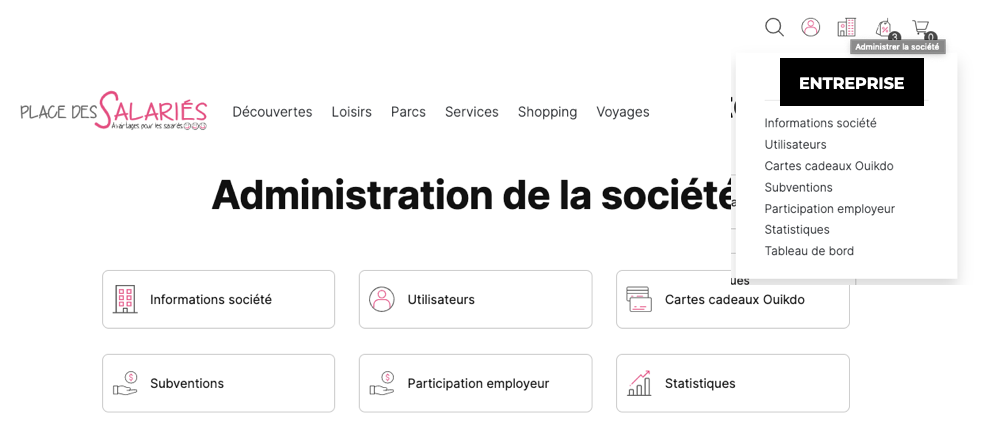 3
0
Administrer la société
ENTREPRISE
PLACE DES SALARIÉS
Avantages pour les salariés
Découvertes
Loisirs
Parcs
Services
Shopping
Voyages
Informations société
Utilisateurs
Cartes cadeaux Ouikdo
Subventions
Participation employeur
Statistiques
Tableau de bord
Administration de la société
Informations société
Utilisateurs
Cartes cadeaux Ouikdo
Subventions
Participation employeur
Statistiques